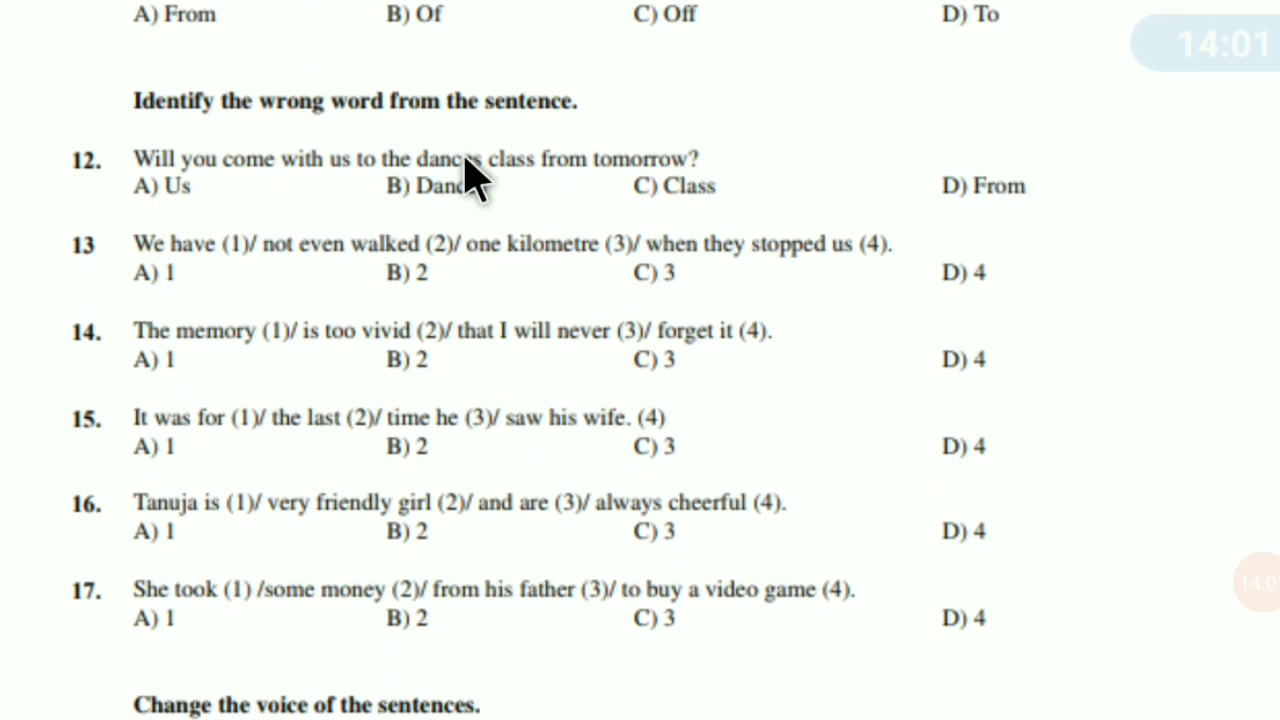 A) From B) Of C) Off D) To
14:01
Identify the wrong word from the sentence.
12. Will you come with us to the class from tomorrow?
A) Us B) C) Class D) From
13 We have (1)/ not even walked (2)/ one kilometre (3)/ when they stopped us (4).
A) 1 B) 2 C) 3 D) 4
14. The memory (1)/ is too vivid (2)/ that I will never (3)/ forget it (4).
A) 1 B) 2 C) 3 D) 4
15. It was for (1)/ the last (2)/ time he (3)/ saw his wife. (4)
A) 1 B) 2 C) 3 D) 4
16. Tanuja is (1)/ very friendly girl (2)/ and are (3)/ always cheerful (4).
A) 1 B) 2 C) 3 D) 4
17. She took (1) /some money (2)/ from his father (3)/ to buy a video game (4).
A) 1 B) 2 C) 3 D) 4
Change the voice of the sentences.